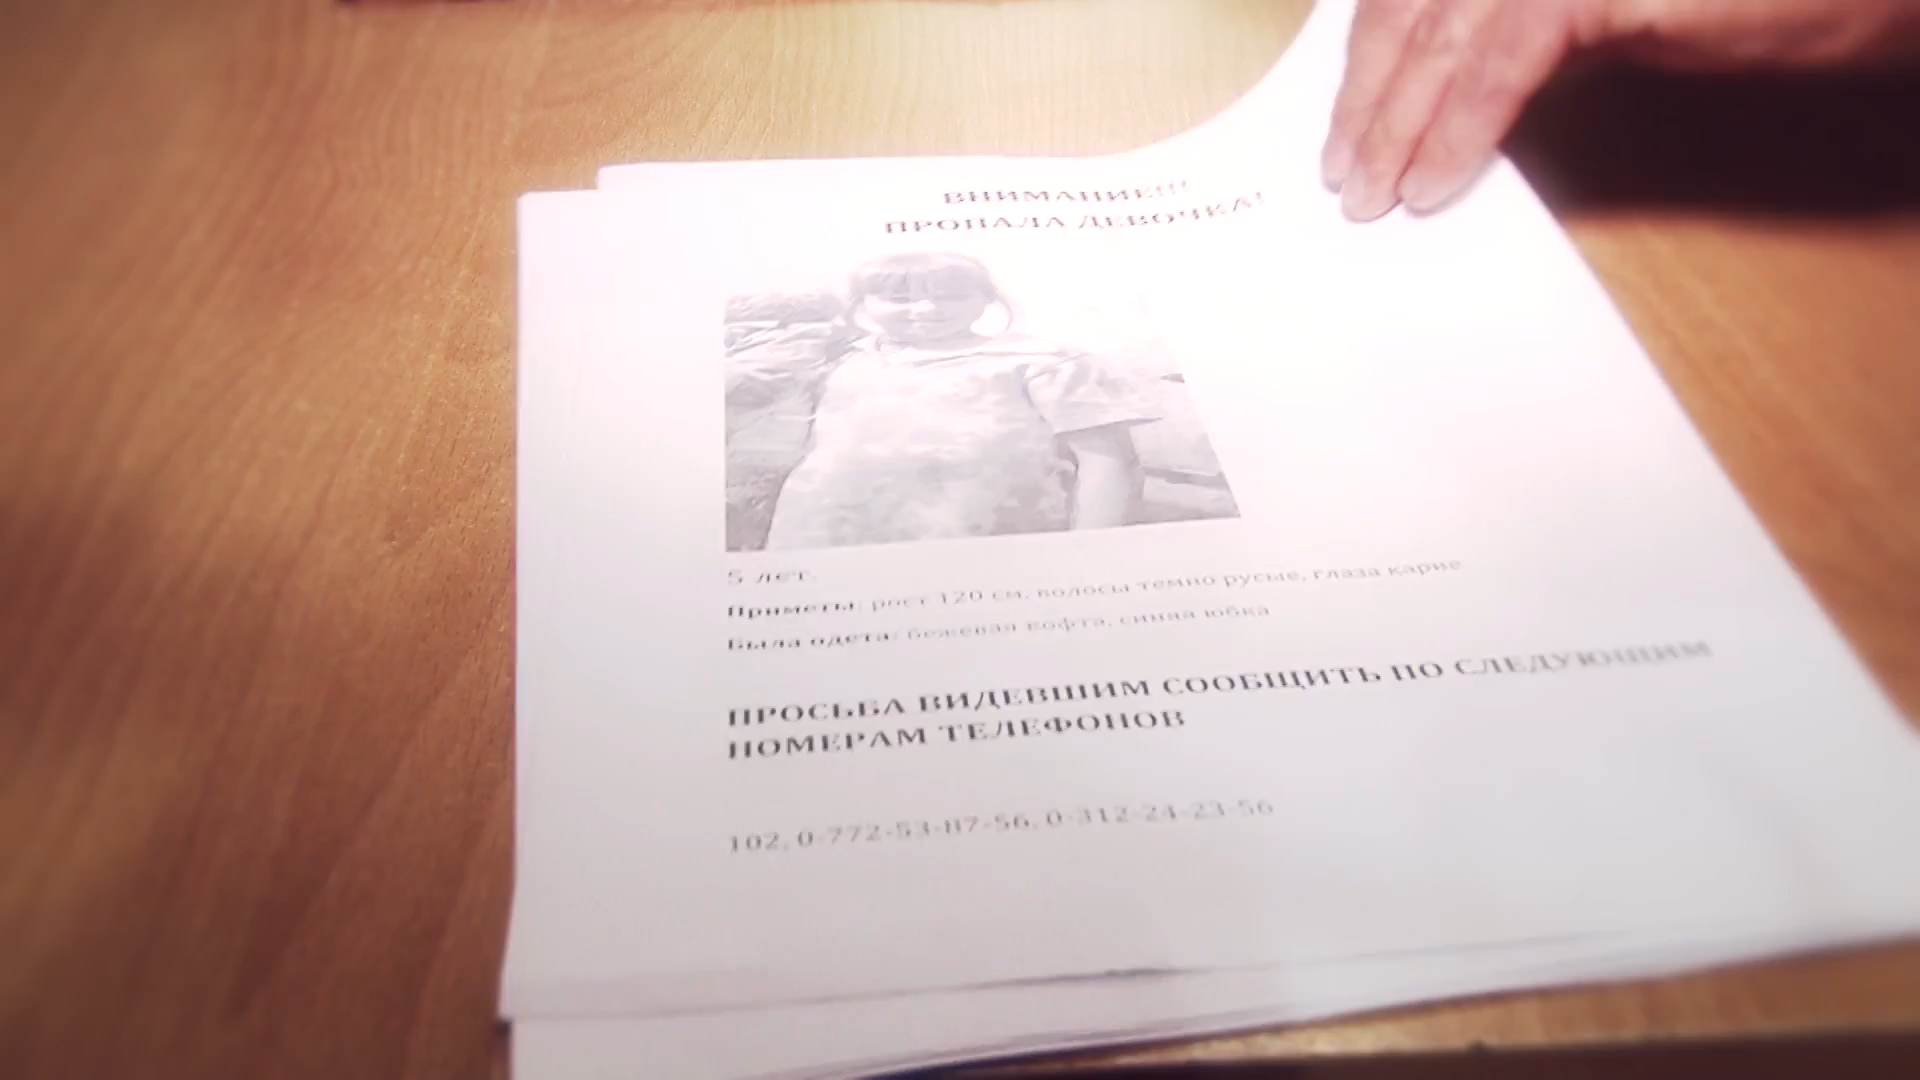 ВНИМАНИЕ!!!
ПРОПАЛА ДЕВОЧКА!
5 лет.
Приметы: рост 120 см, волосы темно русые, глаза карие
Была одета: бежевая кофта, синяя юбка
ПРОСЬБА ВИДЕВШИМ СООБЩИТЬ ПО СЛЕДУЮЩИМ
НОМЕРАМ ТЕЛЕФОНОВ
102, 0-772-53-87-56, 0-312-24-23-56